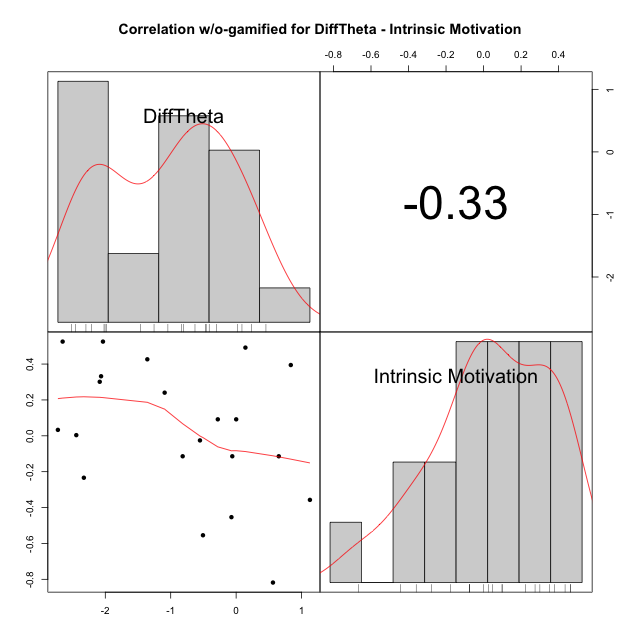 Correlation w/o-gamified for DiffTheta - Intrinsic Motivation
-0.8 -0.6 -0.4 -0.2 0.0 0.2 0.4
DiffTheta
-0.33
1
0
-1
-2
Intrinsic Motivation
0.4
0.2
0.0
-0.2
-0.4
-0.6
-0.8
-2 -1 0 1